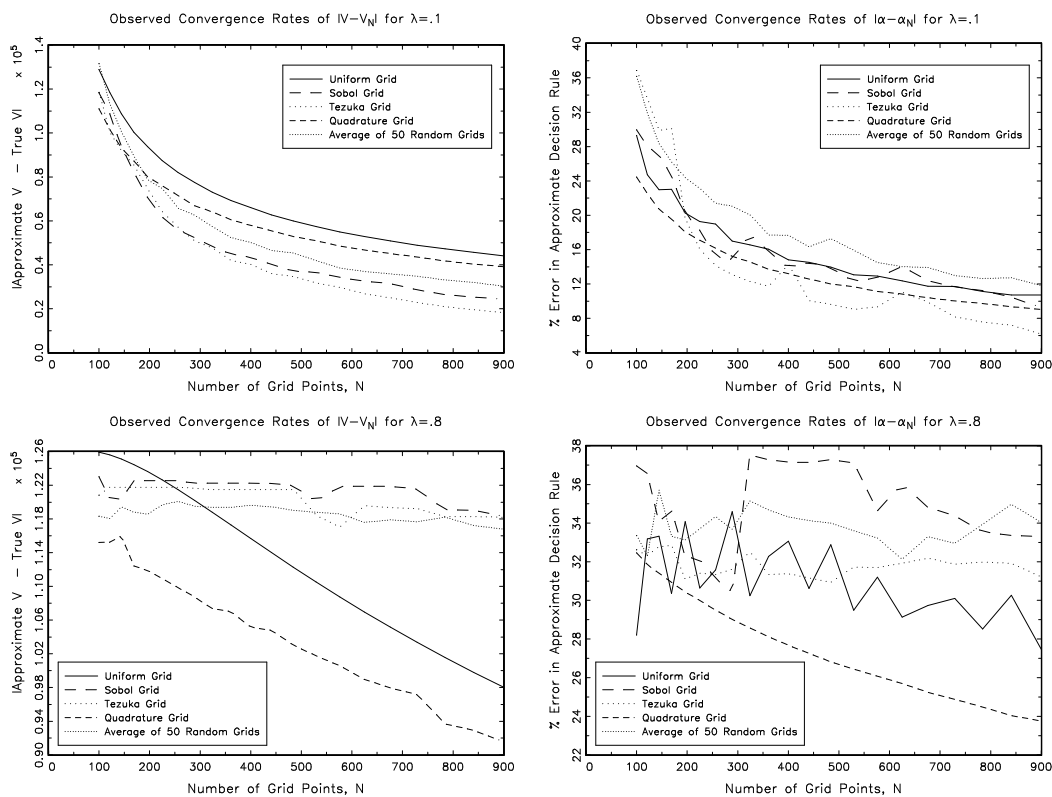 Observed Convergence Rates of |V−V_N| for λ=.1
|Approximate V − True V| × 10⁵
0.0 0.2 0.4 0.6 0.8 1.0 1.2 1.4
Uniform Grid
Sobol Grid
Tezuka Grid
Quadrature Grid
Average of 50 Random Grids
0 100 200 300 400 500 600 700 800 900
Number of Grid Points, N
Observed Convergence Rates of |α−α_N| for λ=.1
% Error in Approximate Decision Rule
4 8 12 16 20 24 28 32 36 40
Uniform Grid
Sobol Grid
Tezuka Grid
Quadrature Grid
Average of 50 Random Grids
0 100 200 300 400 500 600 700 800 900
Number of Grid Points, N
Observed Convergence Rates of |V−V_N| for λ=.8
|Approximate V − True V| × 10⁵
0.90 0.94 0.98 1.02 1.06 1.10 1.14 1.18 1.22 1.26
Uniform Grid
Sobol Grid
Tezuka Grid
Quadrature Grid
Average of 50 Random Grids
0 100 200 300 400 500 600 700 800 900
Number of Grid Points, N
Observed Convergence Rates of |α−α_N| for λ=.8
% Error in Approximate Decision Rule
22 24 26 28 30 32 34 36 38
Uniform Grid
Sobol Grid
Tezuka Grid
Quadrature Grid
Average of 50 Random Grids
0 100 200 300 400 500 600 700 800 900
Number of Grid Points, N